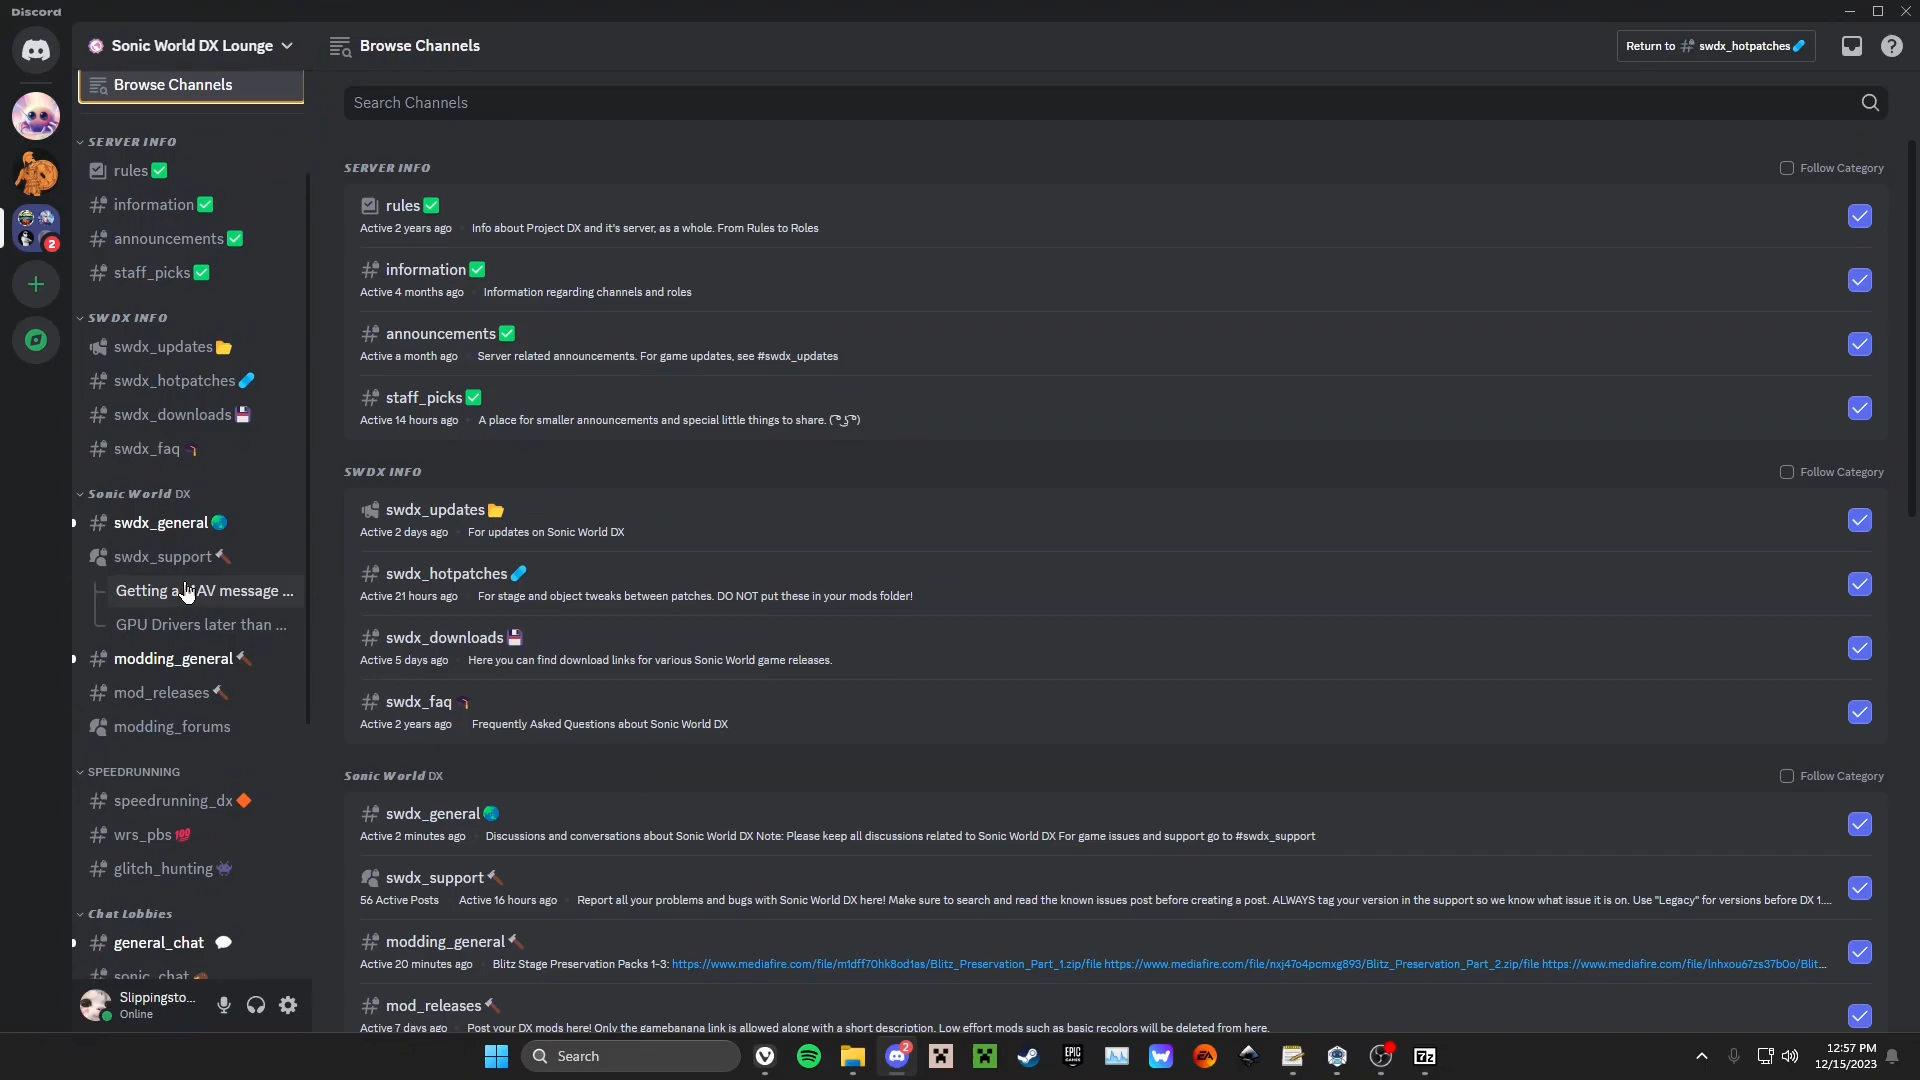 Discord
Sonic World DX Lounge
Browse Channels
Return to swdx_hotpatches
Browse Channels
SERVER INFO
rules
information
announcements
staff_picks
SWDX INFO
swdx_updates
swdx_hotpatches
swdx_downloads
swdx_faq
Sonic World DX
swdx_general
swdx_support
Getting a AV message ...
GPU Drivers later than ...
modding_general
mod_releases
modding_forums
SPEEDRUNNING
speedrunning_dx
wrs_pbs
glitch_hunting
Chat Lobbies
general_chat
sonic_chat
Slippingsto...
Online
Search Channels
SERVER INFO
Follow Category
rules
Active 2 years ago Info about Project DX and it's server, as a whole. From Rules to Roles
information
Active 4 months ago Information regarding channels and roles
announcements
Active a month ago Server related announcements. For game updates, see #swdx_updates
staff_picks
Active 14 hours ago A place for smaller announcements and special little things to share. ( ͡° ͜ʖ ͡°)
SWDX INFO
Follow Category
swdx_updates
Active 2 days ago For updates on Sonic World DX
swdx_hotpatches
Active 21 hours ago For stage and object tweaks between patches. DO NOT put these in your mods folder!
swdx_downloads
Active 5 days ago Here you can find download links for various Sonic World game releases.
swdx_faq
Active 2 years ago Frequently Asked Questions about Sonic World DX
Sonic World DX
Follow Category
swdx_general
Active 2 minutes ago Discussions and conversations about Sonic World DX Note: Please keep all discussions related to Sonic World DX For game issues and support go to #swdx_support
swdx_support
56 Active Posts Active 16 hours ago Report all your problems and bugs with Sonic World DX here! Make sure to search and read the known issues post before creating a post. ALWAYS tag your version in the support so we know what issue it is on. Use "Legacy" for versions before DX 1....
modding_general
Active 20 minutes ago Blitz Stage Preservation Packs 1-3: https://www.mediafire.com/file/m1dff70hk8od1as/Blitz_Preservation_Part_1.zip/file https://www.mediafire.com/file/nxj47o4pcmxg893/Blitz_Preservation_Part_2.zip/file https://www.mediafire.com/file/lnhxou67zs37b0o/Blit...
mod_releases
Active 7 days ago Post your DX mods here! Only the gamebanana link is allowed along with a short description. Low effort mods such as basic recolors will be deleted from here.
2
Search
2
EPIC GAMES
EA
7z
12:57 PM
12/15/2023